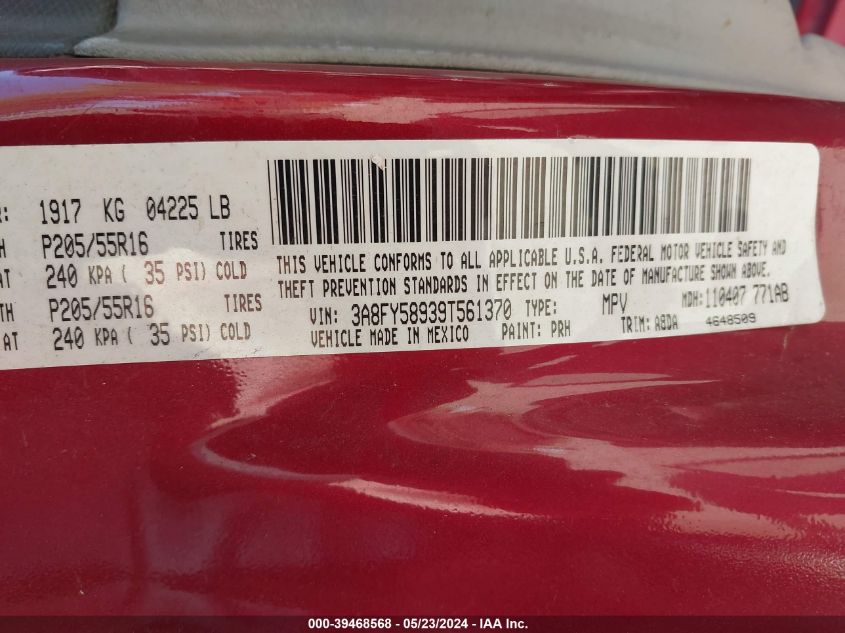 R: 1917 KG 04225 LB
H P205/55R16 TIRES
AT 240 KPA ( 35 PSI) COLD
TH P205/55R16 TIRES
AT 240 KPA ( 35 PSI) COLD
THIS VEHICLE CONFORMS TO ALL APPLICABLE U.S.A. FEDERAL MOTOR VEHICLE SAFETY AND
THEFT PREVENTION STANDARDS IN EFFECT ON THE DATE OF MANUFACTURE SHOWN ABOVE.
VIN: 3A8FY58939T561370 TYPE: MPV MDH: 110407 771AB
VEHICLE MADE IN MEXICO PAINT: PRH TRIM: ABDA 4648509
000-39468568 — 05/23/2024 — IAA Inc.